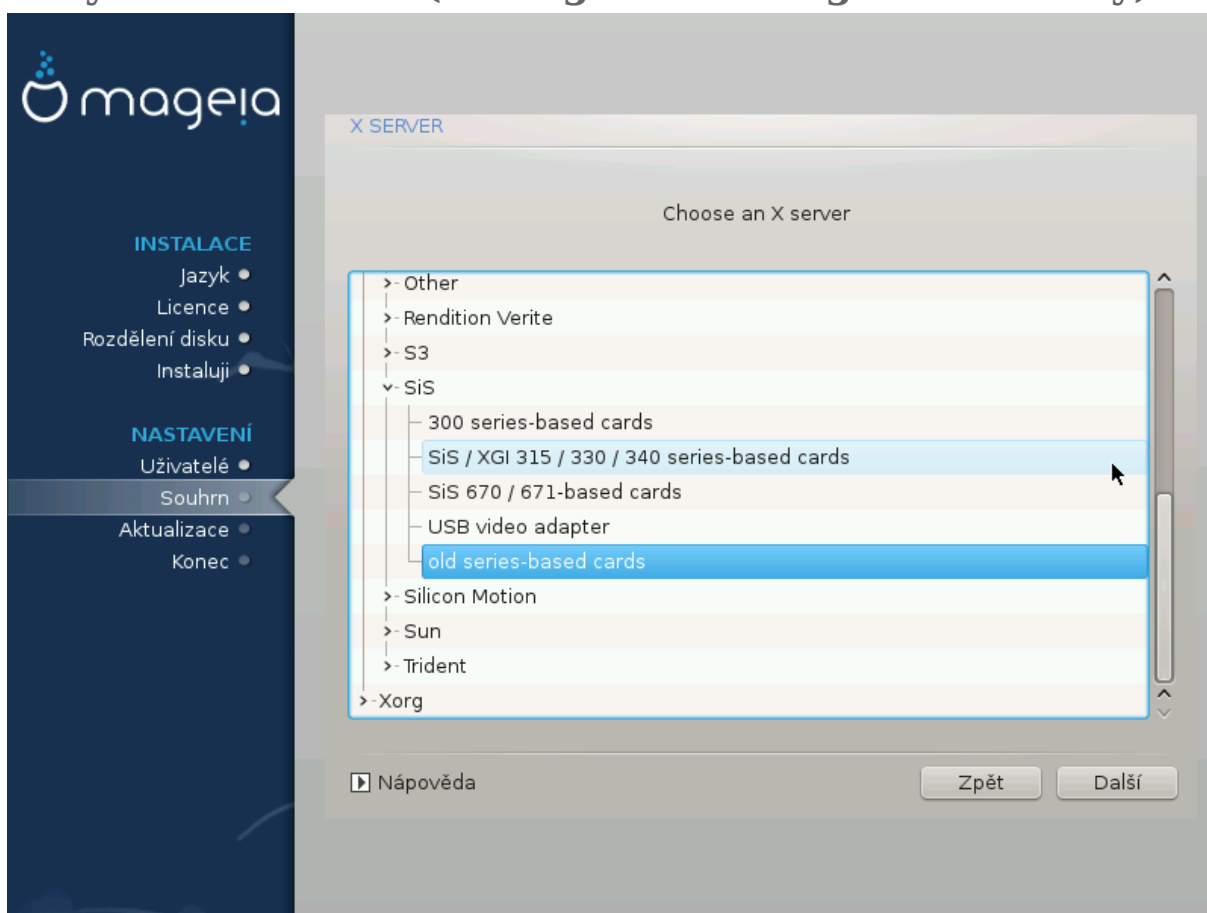 mageia
X SERVER
Choose an X server
INSTALACE
Jazyk
Licence
Rozdělení disku
Instaluji
NASTAVENÍ
Uživatelé
Souhrn
Aktualizace
Konec
Other
Rendition Verite
S3
SiS
300 series-based cards
SiS / XGI 315 / 330 / 340 series-based cards
SiS 670 / 671-based cards
USB video adapter
old series-based cards
Silicon Motion
Sun
Trident
Xorg
Nápověda
Zpět
Další